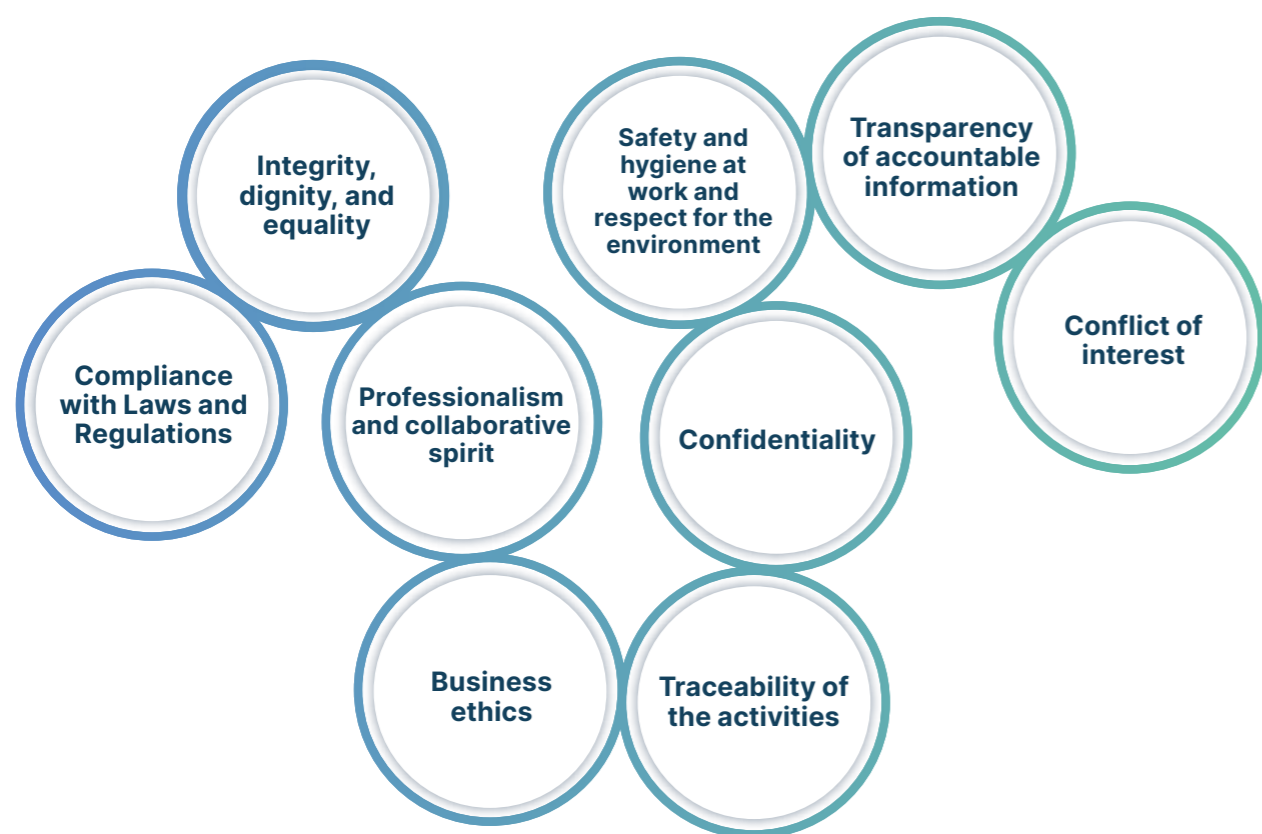 Integrity,
dignity, and
equality
Safety and
hygiene at
work and
respect for the
environment
Transparency
of accountable
information
Compliance
with Laws and
Regulations
Professionalism
and collaborative
spirit
Confidentiality
Conflict of
interest
Business
ethics
Traceability of
the activities